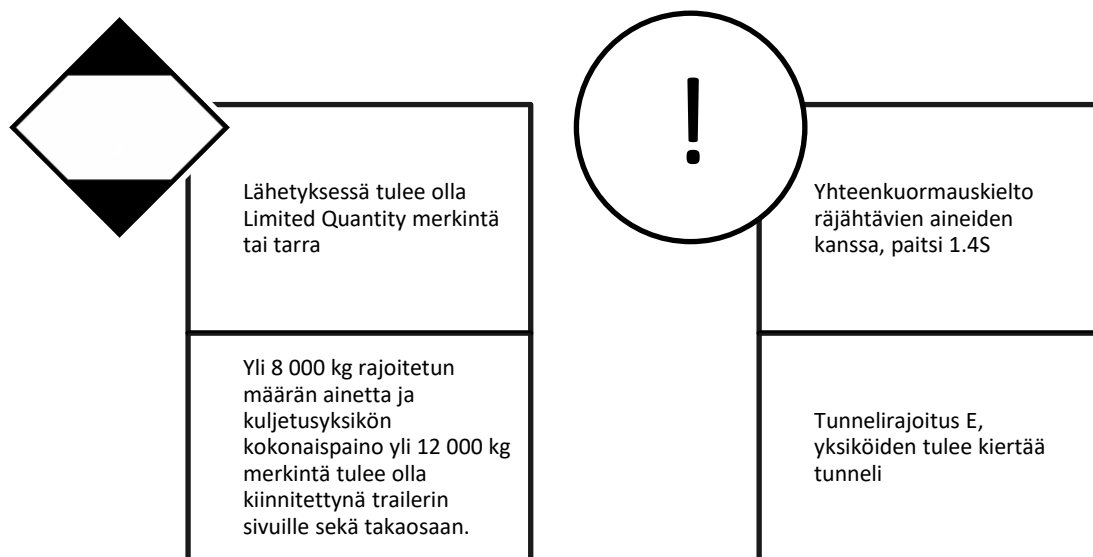 Lähetyksessä tulee olla
Limited Quantity merkintä
tai tarra
Yli 8 000 kg rajoitetun
määrän ainetta ja
kuljetusyksikön
kokonaispaino yli 12 000 kg
merkintä tulee olla
kiinnitettynä trailerin
sivuille sekä takaosaan.
!
Yhteenkuormauskielto
räjähtävien aineiden
kanssa, paitsi 1.4S
Tunnelirajoitus E,
yksiköiden tulee kiertää
tunneli